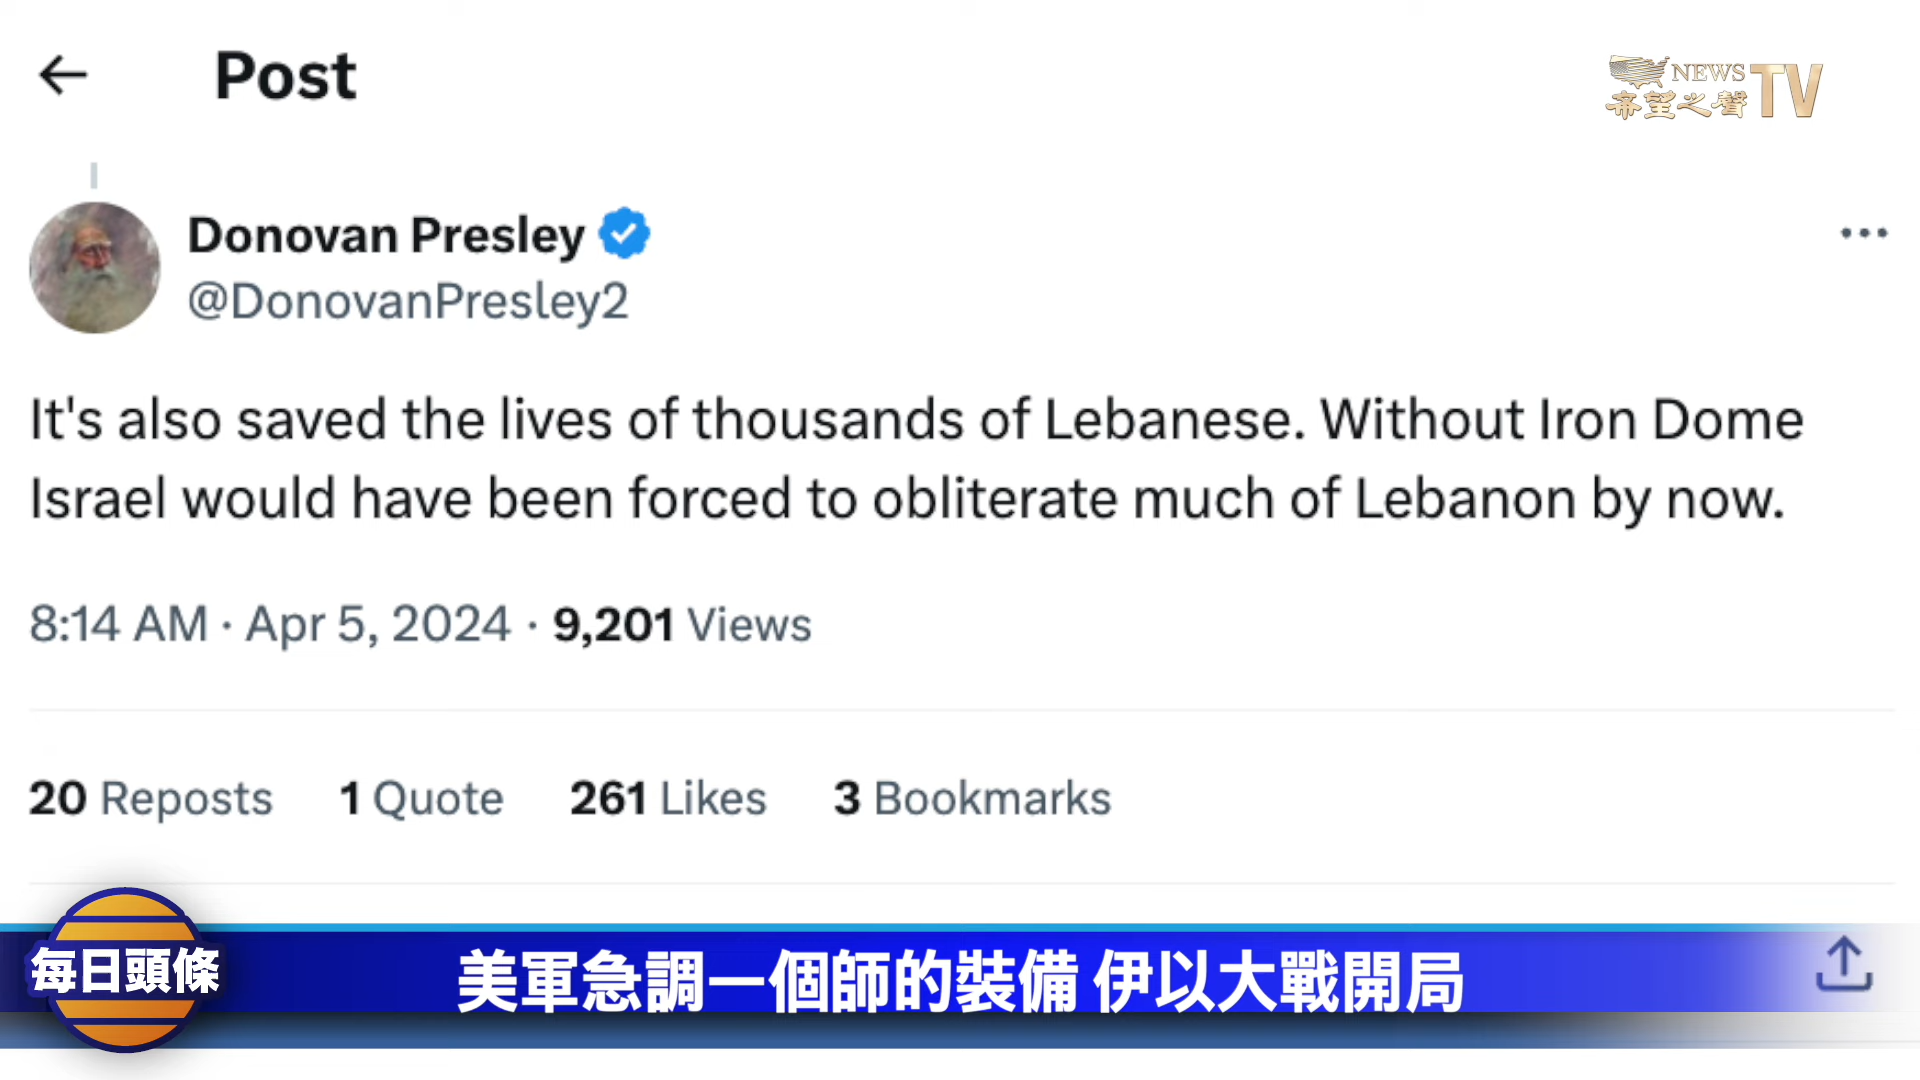 Post
NEWS
希望之聲TV
Donovan Presley
@DonovanPresley2
It's also saved the lives of thousands of Lebanese. Without Iron Dome
Israel would have been forced to obliterate much of Lebanon by now.
8:14 AM · Apr 5, 2024 · 9,201 Views
20 Reposts 1 Quote 261 Likes 3 Bookmarks
每日頭條
美軍急調一個師的裝備 伊以大戰開局